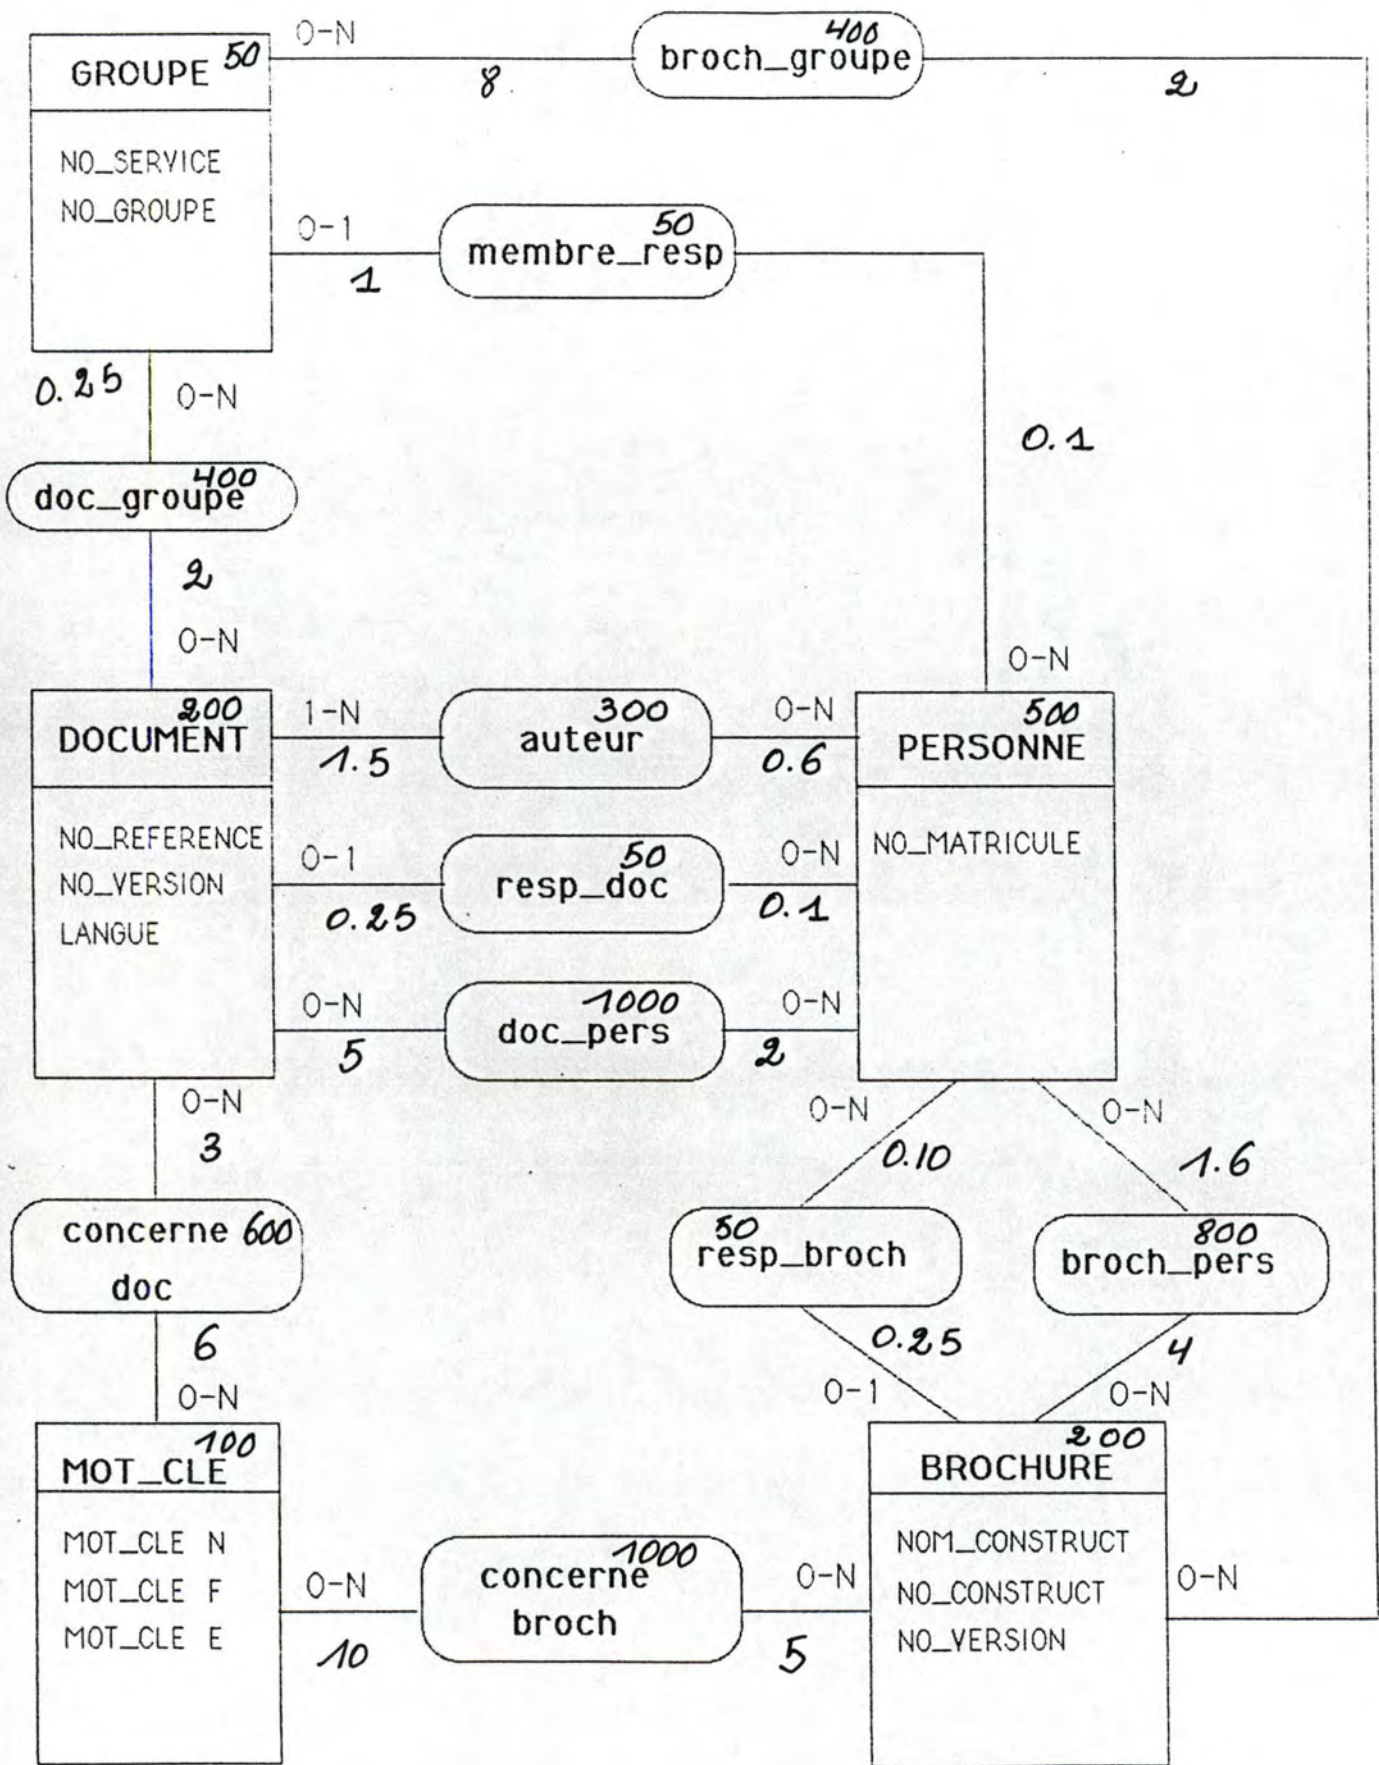 GROUPE 50
NO_SERVICE
NO_GROUPE
0-N
8
broch_groupe 400
2
0-1
1
membre_resp 50
0.1
0-N
0.25
0-N
doc_groupe 400
2
0-N
DOCUMENT 200
NO_REFERENCE
NO_VERSION
LANGUE
1-N
1.5
auteur 300
0-N
0.6
PERSONNE 500
NO_MATRICULE
0-1
0.25
resp_doc 50
0-N
0.1
0-N
5
doc_pers 1000
0-N
2
0-N
3
concerne 600
doc
6
0-N
0-N
0.10
50
resp_broch
0.25
0-1
0-N
1.6
800
broch_pers
4
0-N
MOT_CLE 100
MOT_CLE N
MOT_CLE F
MOT_CLE E
0-N
10
concerne 1000
broch
0-N
5
BROCHURE 200
NOM_CONSTRUCT
NO_CONSTRUCT
NO_VERSION
0-N